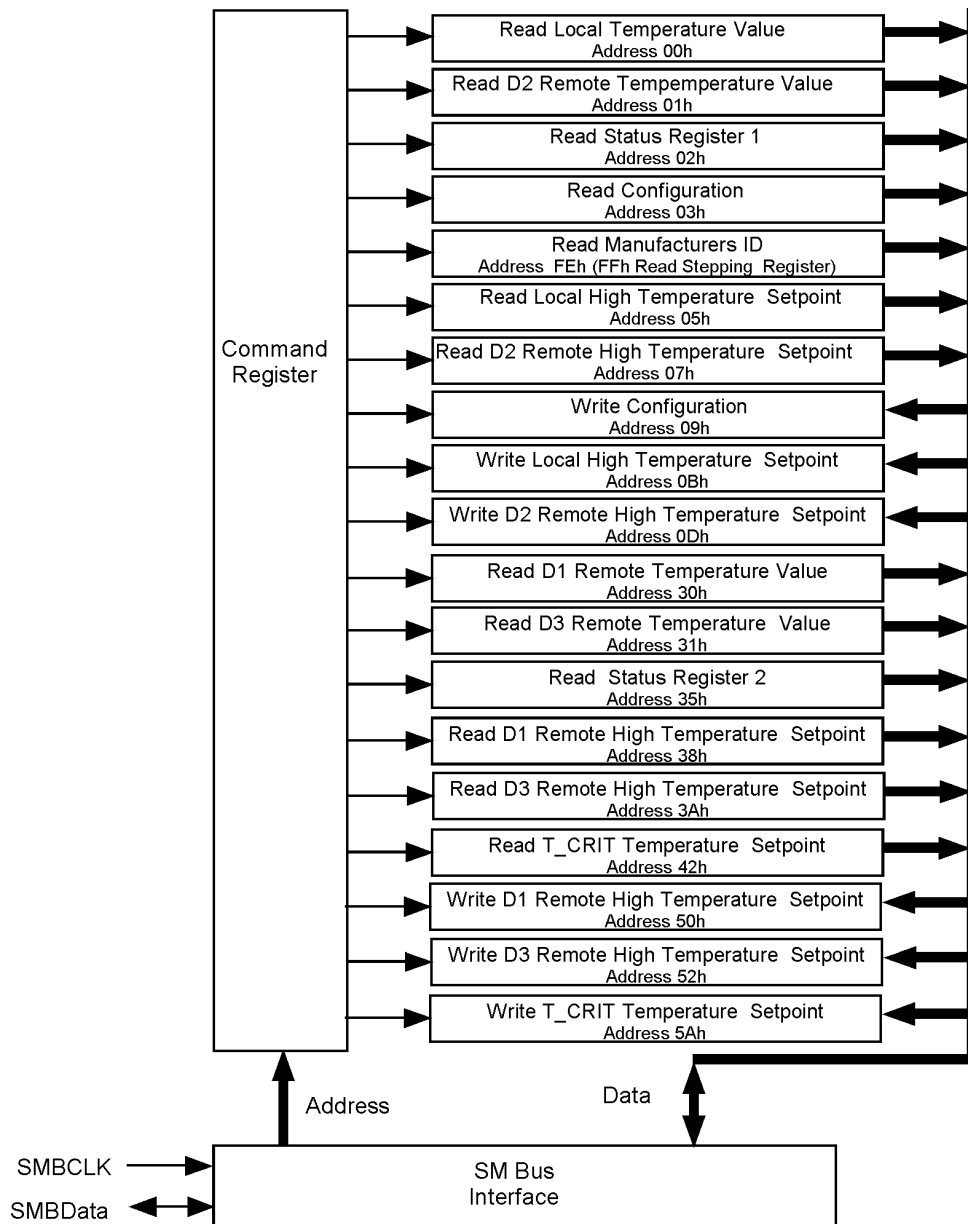 Read Local Temperature Value
Address 00h
Read D2 Remote Tempemperature Value
Address 01h
Read Status Register 1
Address 02h
Read Configuration
Address 03h
Read Manufacturers ID
Address FEh (FFh Read Stepping Register)
Read Local High Temperature Setpoint
Address 05h
Command
Register
Read D2 Remote High Temperature Setpoint
Address 07h
Write Configuration
Address 09h
Write Local High Temperature Setpoint
Address 0Bh
Write D2 Remote High Temperature Setpoint
Address 0Dh
Read D1 Remote Temperature Value
Address 30h
Read D3 Remote Temperature Value
Address 31h
Read Status Register 2
Address 35h
Read D1 Remote High Temperature Setpoint
Address 38h
Read D3 Remote High Temperature Setpoint
Address 3Ah
Read T_CRIT Temperature Setpoint
Address 42h
Write D1 Remote High Temperature Setpoint
Address 50h
Write D3 Remote High Temperature Setpoint
Address 52h
Write T_CRIT Temperature Setpoint
Address 5Ah
Address
Data
SMBCLK
SMBData
SM Bus
Interface